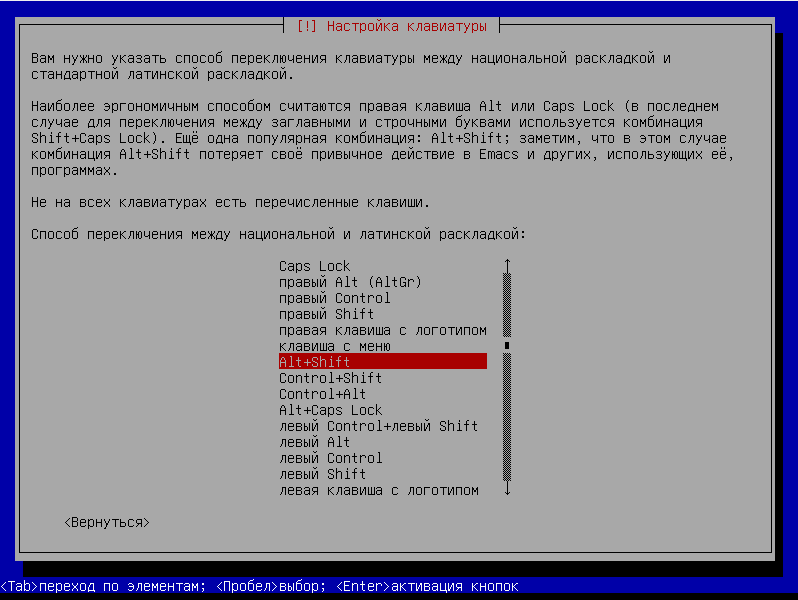 [!] Настройка клавиатуры
Вам нужно указать способ переключения клавиатуры между национальной раскладкой и
стандартной латинской раскладкой.
Наиболее эргономичным способом считаются правая клавиша Alt или Caps Lock (в последнем
случае для переключения между заглавными и строчными буквами используется комбинация
Shift+Caps Lock). Ещё одна популярная комбинация: Alt+Shift; заметим, что в этом случае
комбинация Alt+Shift потеряет своё привычное действие в Emacs и других, использующих её,
программах.
Не на всех клавиатурах есть перечисленные клавиши.
Способ переключения между национальной и латинской раскладкой:
Caps Lock
правый Alt (AltGr)
правый Control
правый Shift
правая клавиша с логотипом
клавиша с меню
Alt+Shift
Control+Shift
Control+Alt
Alt+Caps Lock
левый Control+левый Shift
левый Alt
левый Control
левый Shift
левая клавиша с логотипом
<Вернуться>
<Tab>переход по элементам; <Пробел>выбор; <Enter>активация кнопок